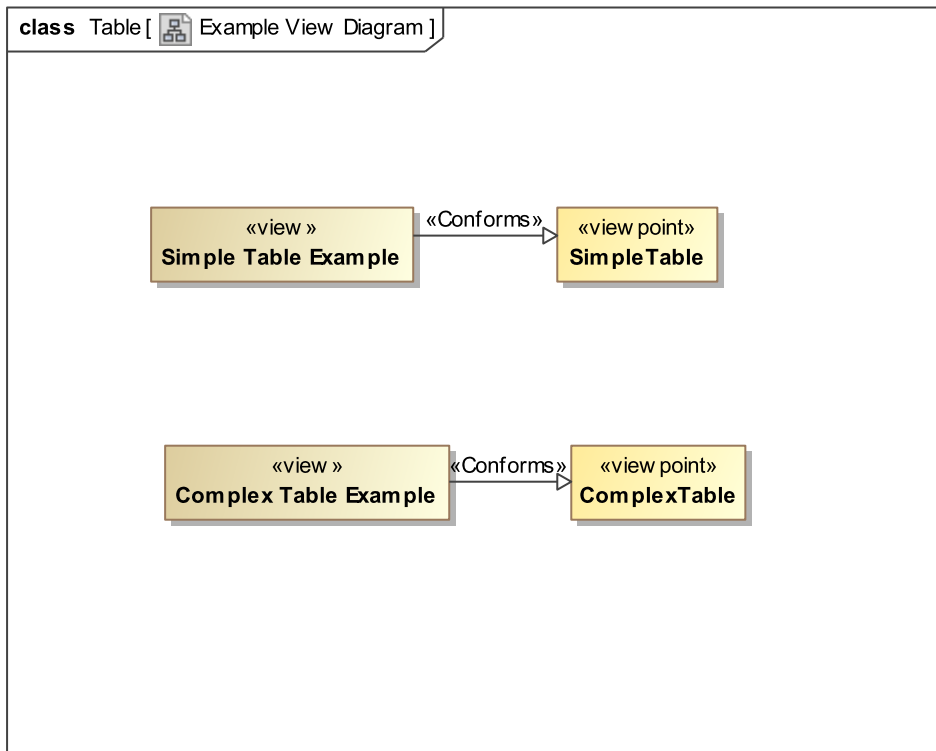 class Table [ Example View Diagram ]
«view »
Simple Table Example
«Conforms»
«view point»
SimpleTable
«view »
Complex Table Example
«Conforms»
«view point»
ComplexTable